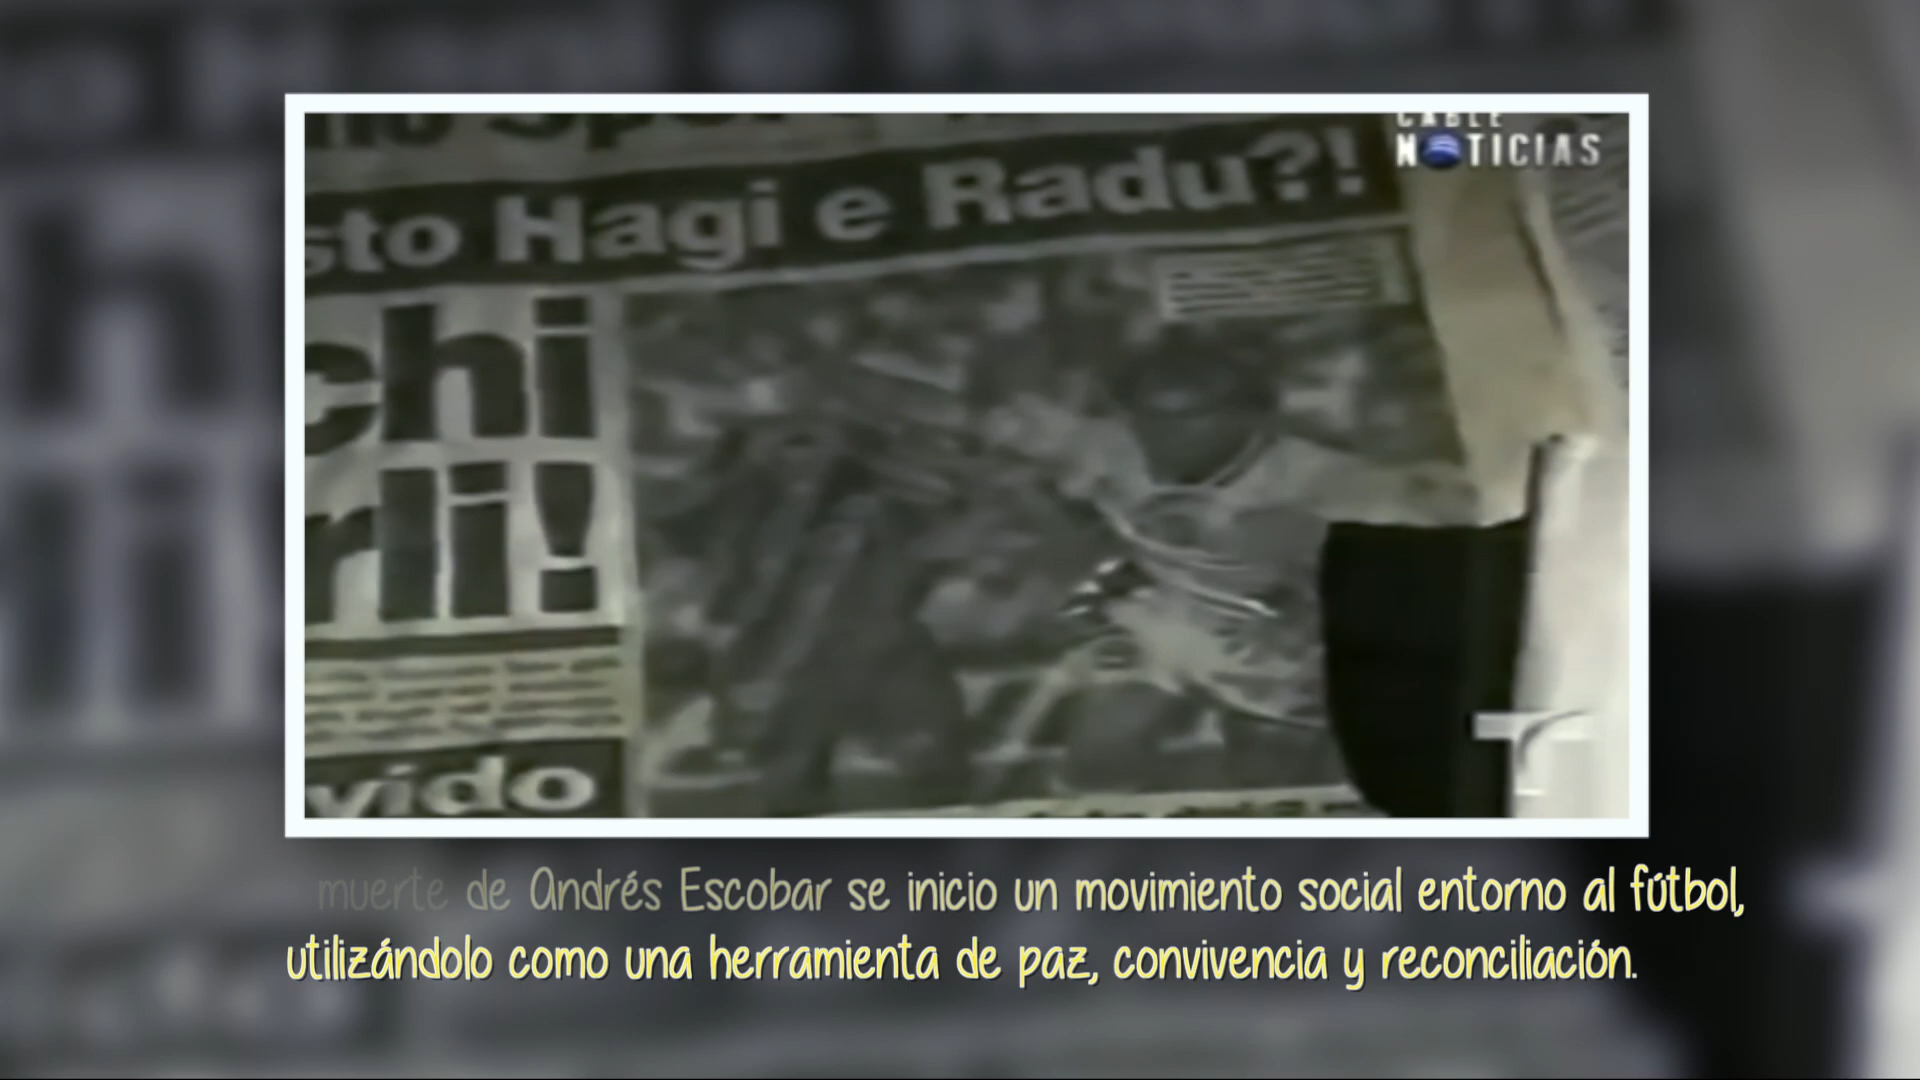 CABLE
NOTICIAS
sto Hagi e Radu?!
chi
rli!
vido
muerte de Andrés Escobar se inicio un movimiento social entorno al fútbol,
utilizándolo como una herramienta de paz, convivencia y reconciliación.